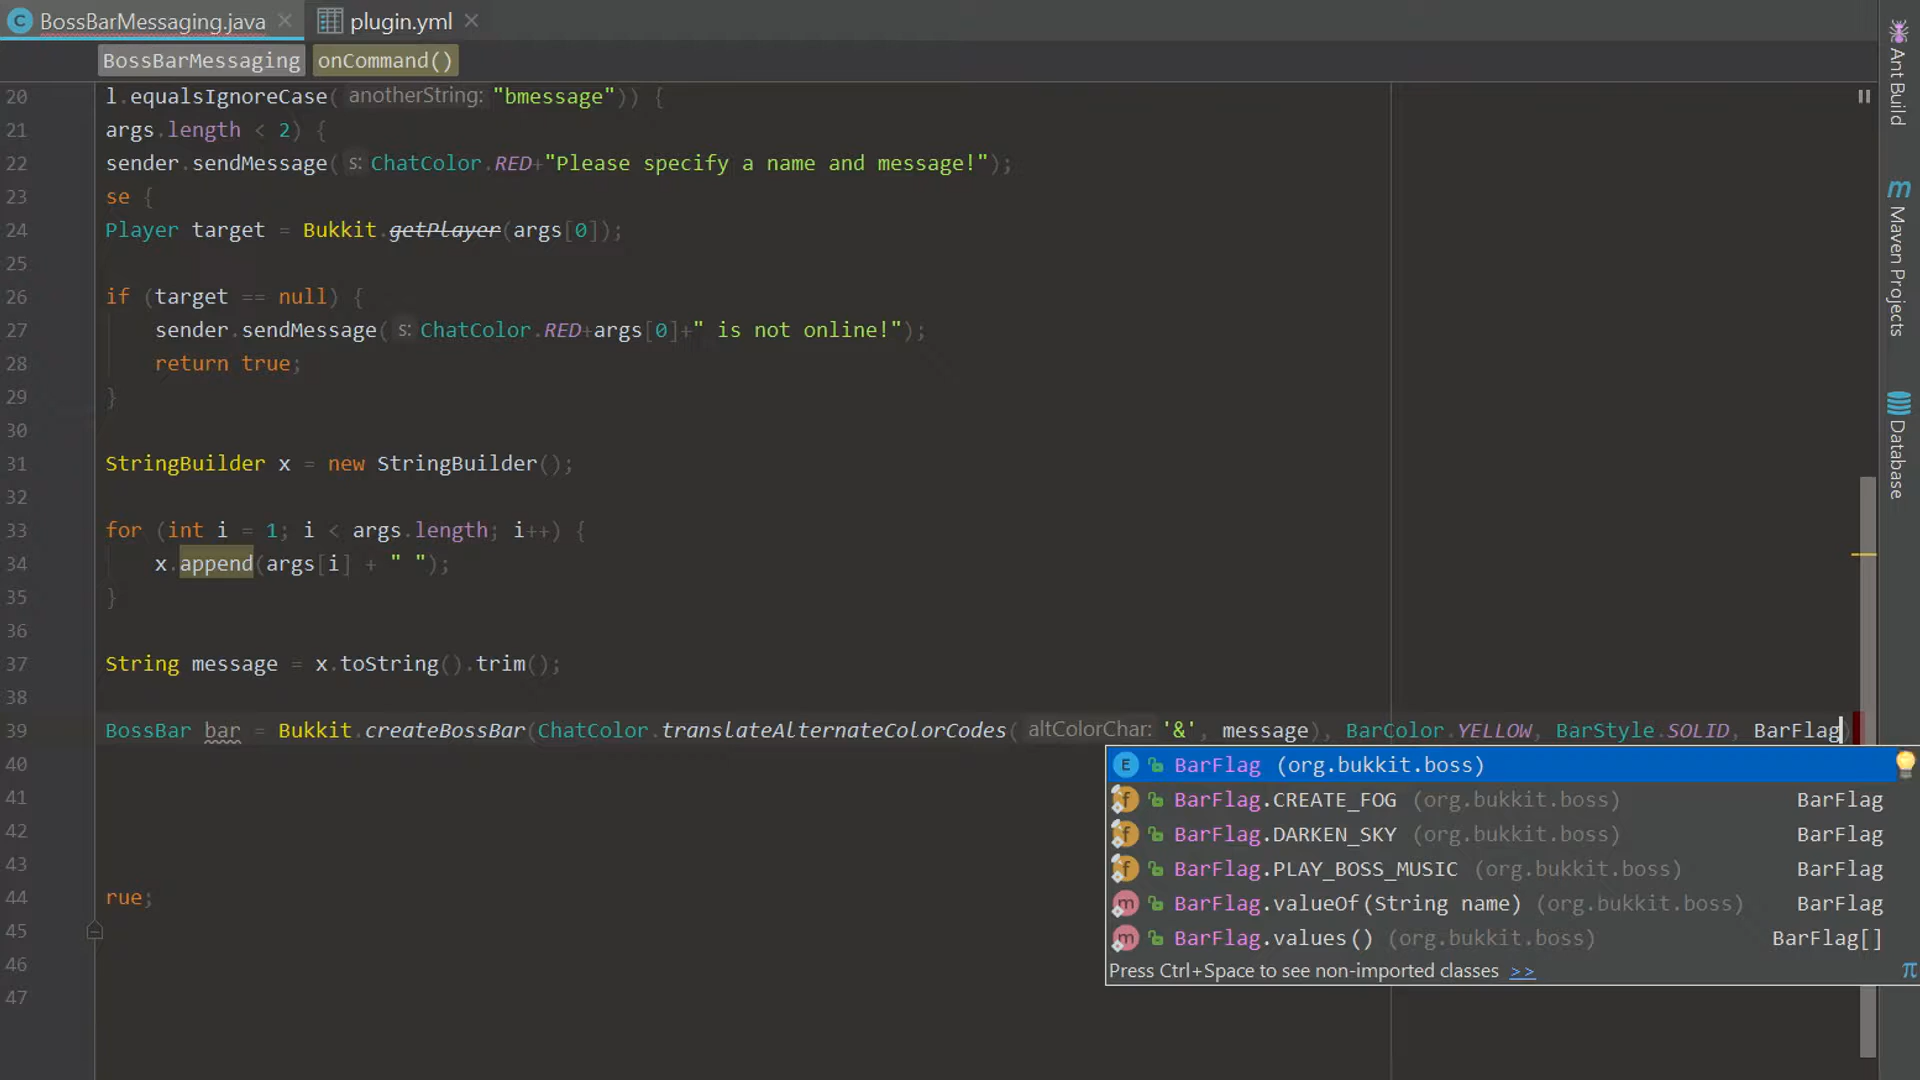 BossBarMessaging.java
plugin.yml
BossBarMessaging onCommand()
20 l.equalsIgnoreCase( anotherString: "bmessage")) {
21 args.length < 2) {
22 sender.sendMessage( s: ChatColor.RED+"Please specify a name and message!");
23 se {
24 Player target = Bukkit.getPlayer(args[0]);
25
26 if (target == null) {
27 sender.sendMessage( s: ChatColor.RED+args[0]+" is not online!");
28 return true;
29 }
30
31 StringBuilder x = new StringBuilder();
32
33 for (int i = 1; i < args.length; i++) {
34 x.append(args[i] + " ");
35 }
36
37 String message = x.toString().trim();
38
39 BossBar bar = Bukkit.createBossBar(ChatColor.translateAlternateColorCodes( altColorChar: '&', message), BarColor.YELLOW, BarStyle.SOLID, BarFlag)
40
41
42
43
44 rue;
45
46
47
E BarFlag (org.bukkit.boss)
f BarFlag.CREATE_FOG (org.bukkit.boss) BarFlag
f BarFlag.DARKEN_SKY (org.bukkit.boss) BarFlag
f BarFlag.PLAY_BOSS_MUSIC (org.bukkit.boss) BarFlag
m BarFlag.valueOf(String name) (org.bukkit.boss) BarFlag
m BarFlag.values() (org.bukkit.boss) BarFlag[]
Press Ctrl+Space to see non-imported classes >> π
Ant Build
m Maven Projects
Database